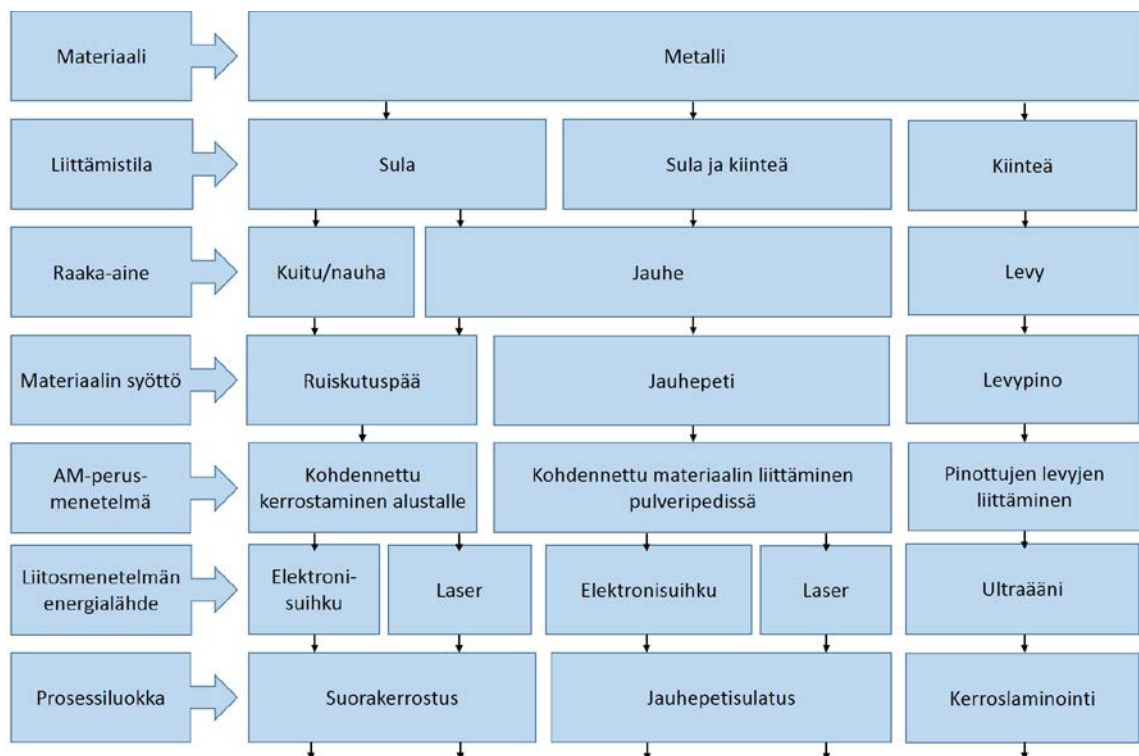 Materiaali
Metalli
Liittämistila
Sula
Sula ja kiinteä
Kiinteä
Raaka-aine
Kuitu/nauha
Jauhe
Levy
Materiaalin syöttö
Ruiskutuspää
Jauhepeti
Levypino
AM-perus-
menetelmä
Kohdennettu
kerrostaminen alustalle
Kohdennettu materiaalin liittäminen
pulveripedissä
Pinottujen levyjen
liittäminen
Liitosmenetelmän
energialähde
Elektroni-
suihku
Laser
Elektronisuihku
Laser
Ultraääni
Prosessiluokka
Suorakerrostus
Jauhepetisulatus
Kerroslaminointi